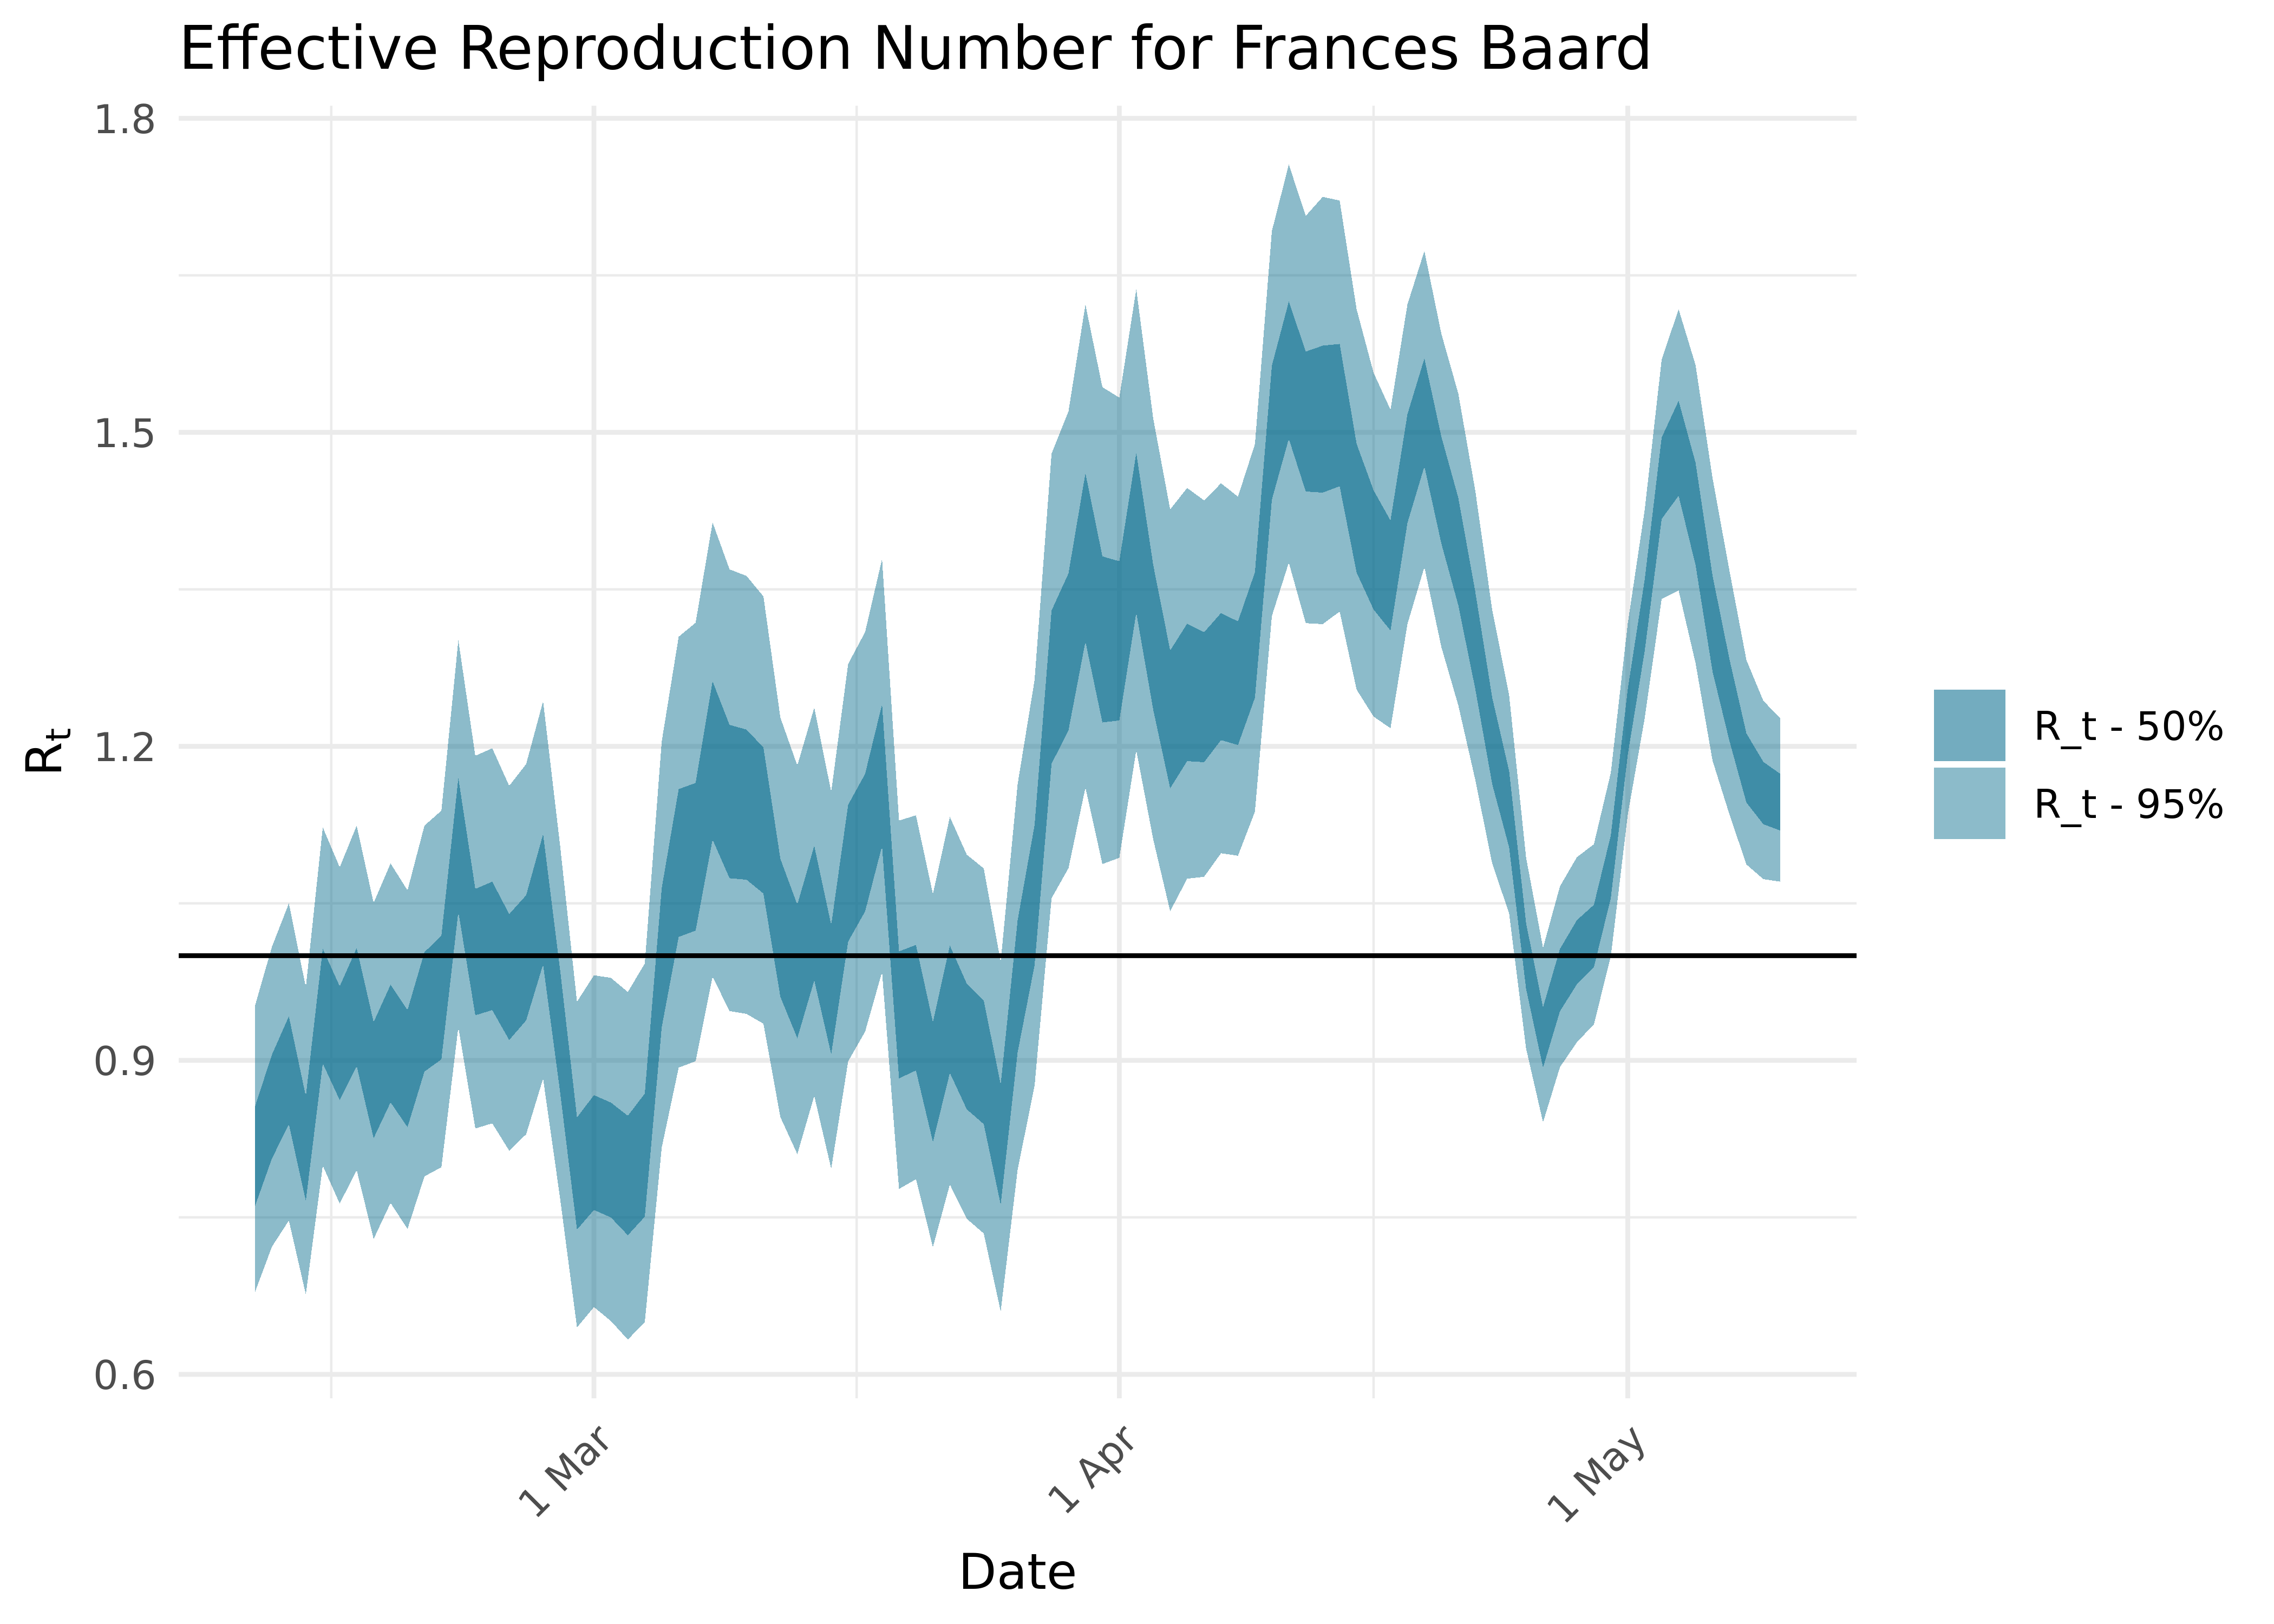 Effective Reproduction Number for Frances Baard
1.8
1.5
1.2
0.9
0.6
Rt
1 Mar
1 Apr
1 May
Date
R_t - 50%
R_t - 95%